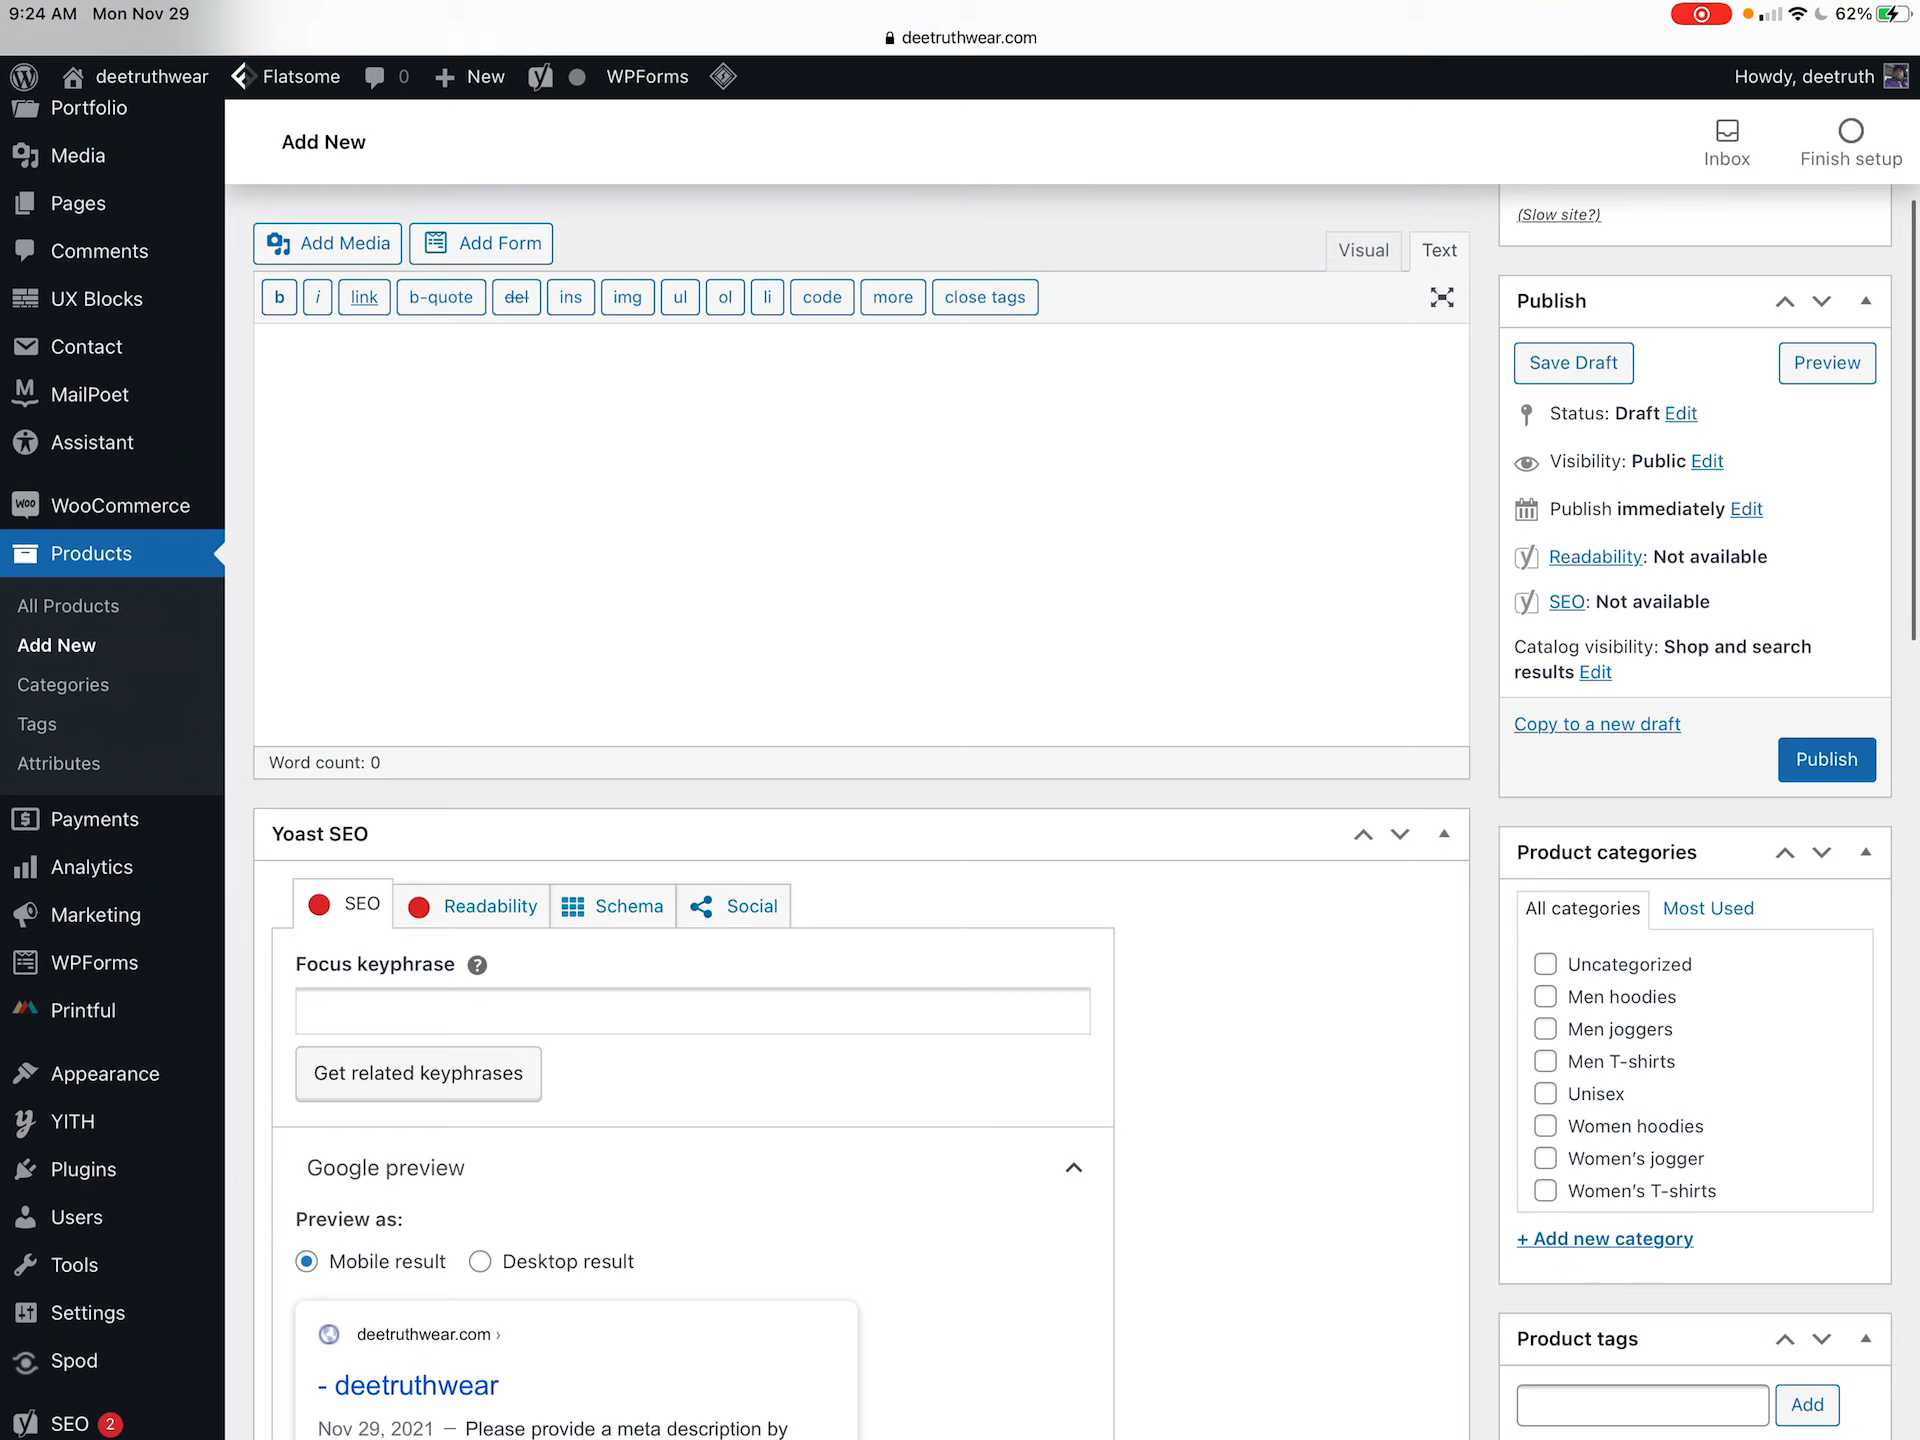 9:24 AM Mon Nov 29
62%
deetruthwear.com
deetruthwear
Flatsome
0
New
WPForms
Howdy, deetruth
Portfolio
Media
Pages
Comments
UX Blocks
Contact
MailPoet
Assistant
WooCommerce
Products
All Products
Add New
Categories
Tags
Attributes
Payments
Analytics
Marketing
WPForms
Printful
Appearance
YITH
Plugins
Users
Tools
Settings
Spod
SEO 2
Add New
Inbox
Finish setup
Add Media
Add Form
Visual
Text
b
i
link
b-quote
del
ins
img
ul
ol
li
code
more
close tags
Word count: 0
Yoast SEO
SEO
Readability
Schema
Social
Focus keyphrase ?
Get related keyphrases
Google preview
Preview as:
Mobile result
Desktop result
deetruthwear.com ›
- deetruthwear
Nov 29, 2021 — Please provide a meta description by
(Slow site?)
Publish
Save Draft
Preview
Status: Draft Edit
Visibility: Public Edit
Publish immediately Edit
Readability: Not available
SEO: Not available
Catalog visibility: Shop and search
results Edit
Copy to a new draft
Publish
Product categories
All categories
Most Used
Uncategorized
Men hoodies
Men joggers
Men T-shirts
Unisex
Women hoodies
Women's jogger
Women's T-shirts
+ Add new category
Product tags
Add